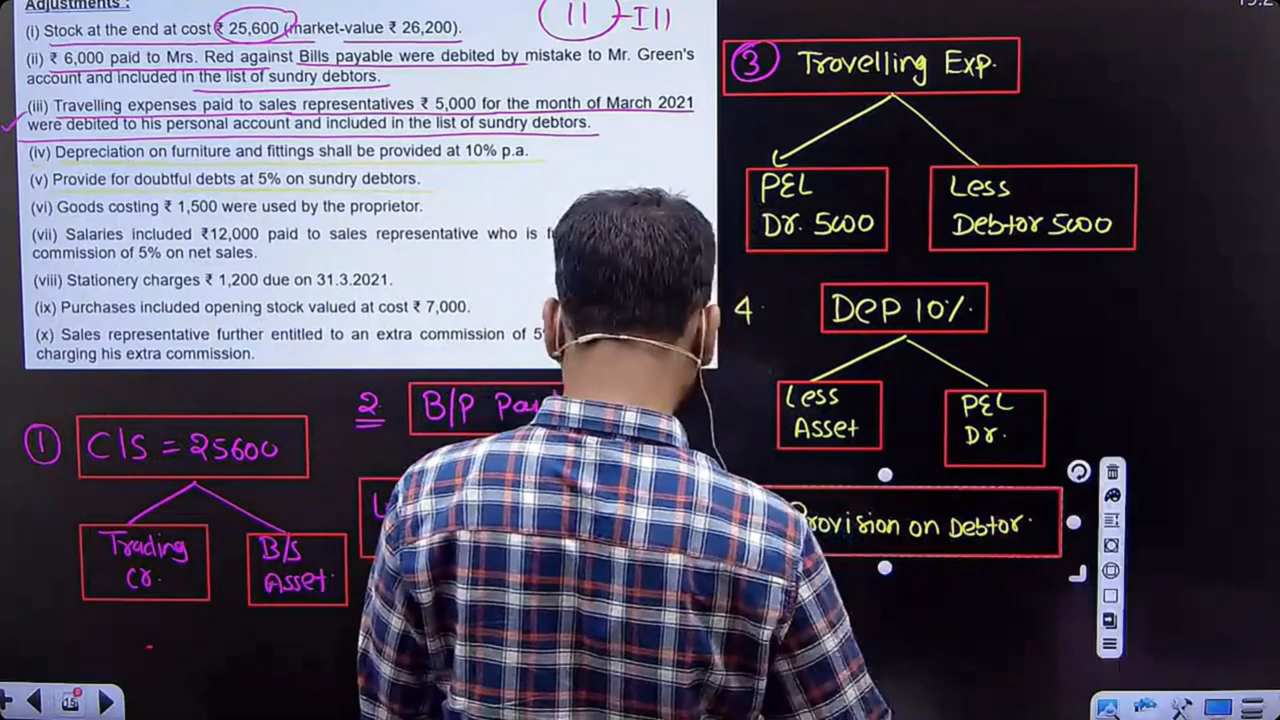 Adjustments :
(i) Stock at the end at cost ₹ 25,600 (market-value ₹ 26,200).
(ii) ₹ 6,000 paid to Mrs. Red against Bills payable were debited by mistake to Mr. Green's
account and included in the list of sundry debtors.
(iii) Travelling expenses paid to sales representatives ₹ 5,000 for the month of March 2021
were debited to his personal account and included in the list of sundry debtors.
(iv) Depreciation on furniture and fittings shall be provided at 10% p.a.
(v) Provide for doubtful debts at 5% on sundry debtors.
(vi) Goods costing ₹ 1,500 were used by the proprietor.
(vii) Salaries included ₹12,000 paid to sales representative who is
commission of 5% on net sales.
(viii) Stationery charges ₹ 1,200 due on 31.3.2021.
(ix) Purchases included opening stock valued at cost ₹ 7,000.
(x) Sales representative further entitled to an extra commission of
charging his extra commission.
11 - III
3 Trovelling Exp.
P&L
Dr. 5000
Less
Debtor 5000
4. Dep 10%.
Less
Asset
P&L
Dr.
Provision on Debtor.
1 C/S = 25600
Trading
Cr.
B/S
Asset.
2. B/P
15